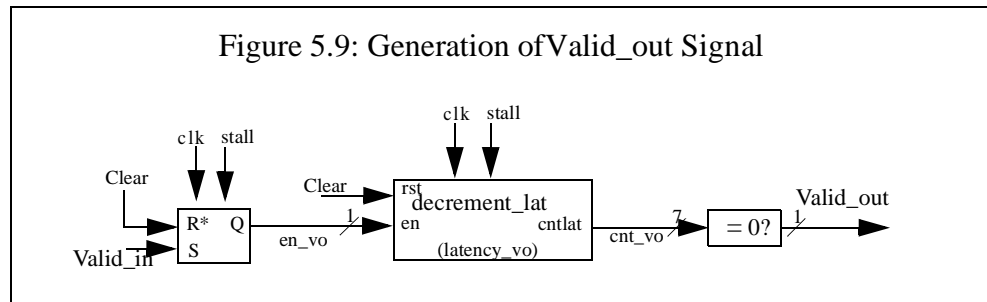 Figure 5.9: Generation ofValid_out Signal
clk stall
clk stall
Clear
Clear
rst
decrement_lat
7
Valid_out
R* Q
1
en
cntlat
= 0?
1
Valid_in
S
en_vo
(latency_vo)
cnt_vo